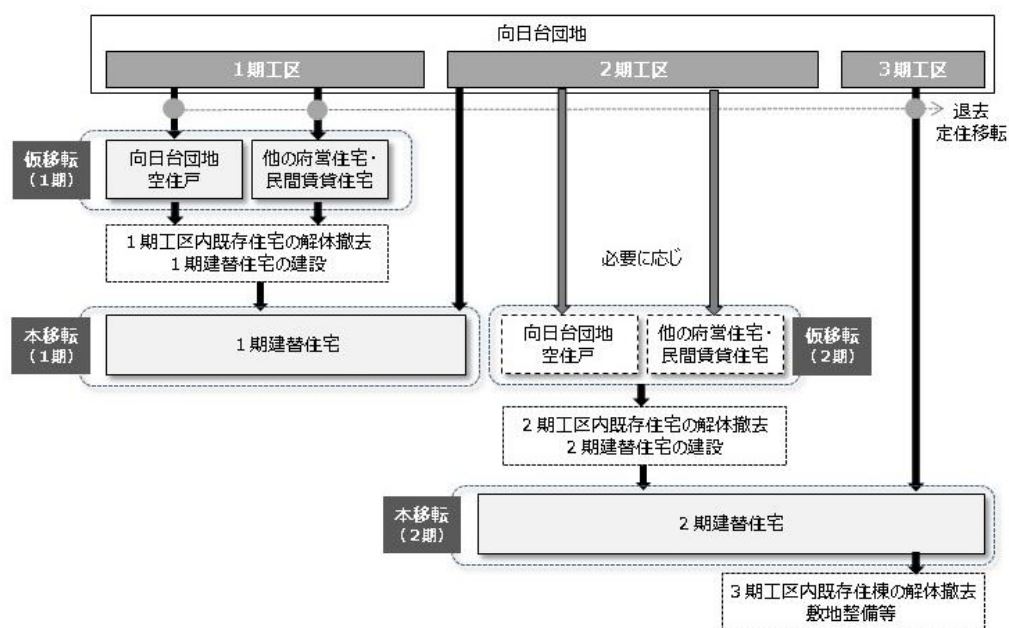 向日台団地
1期工区
2期工区
3期工区
退去
定住移転
仮移転
(1期)
向日台団地
空住戸
他の府営住宅・
民間賃貸住宅
1期工区内既存住宅の解体撤去
1期建替住宅の建設
必要に応じ
本移転
(1期)
1期建替住宅
向日台団地
空住戸
他の府営住宅・
民間賃貸住宅
仮移転
(2期)
2期工区内既存住宅の解体撤去
2期建替住宅の建設
本移転
(2期)
2期建替住宅
3期工区内既存住棟の解体撤去
敷地整備等